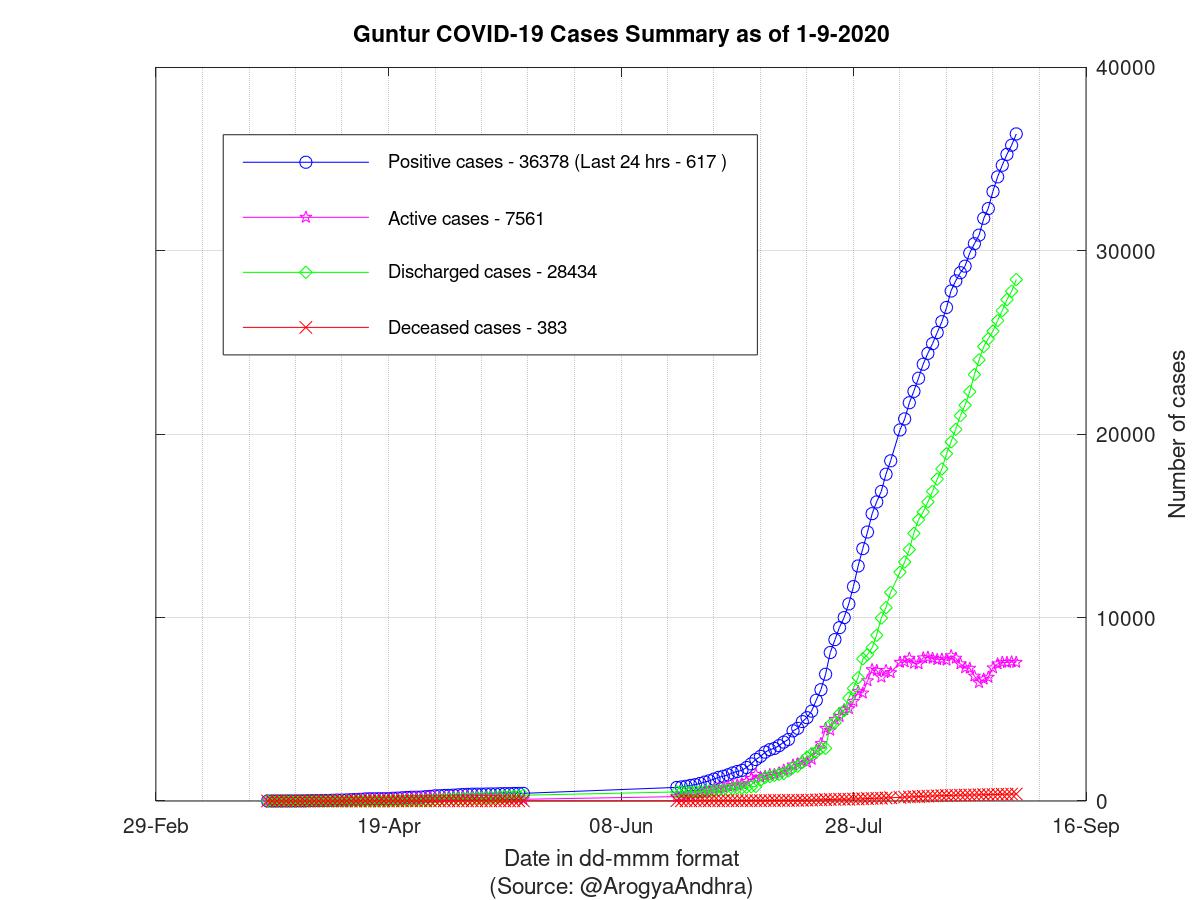 Guntur COVID-19 Cases Summary as of 1-9-2020
Positive cases - 36378 (Last 24 hrs - 617 )
Active cases - 7561
Discharged cases - 28434
Deceased cases - 383
40000
30000
20000
10000
0
Number of cases
29-Feb
19-Apr
08-Jun
28-Jul
16-Sep
Date in dd-mmm format
(Source: @ArogyaAndhra)